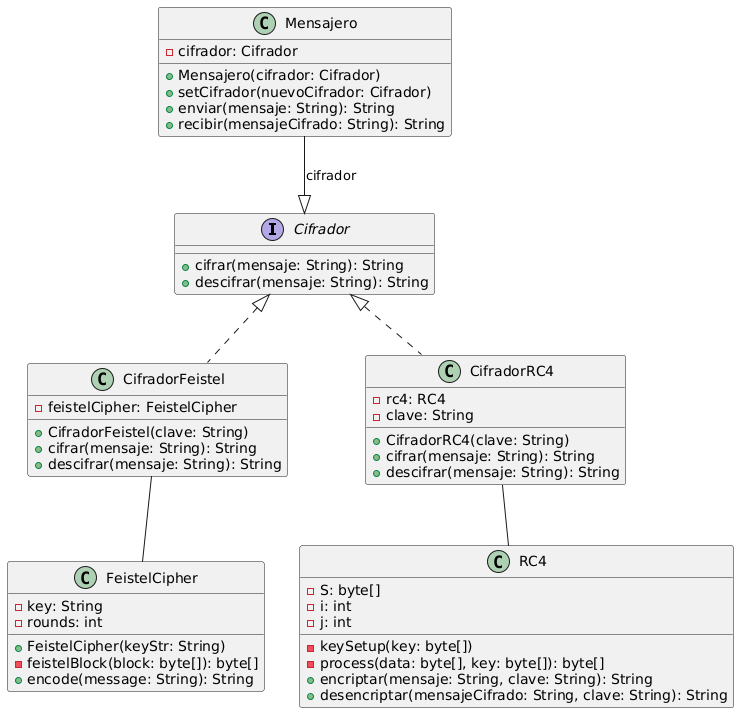 C Mensajero
cifrador: Cifrador
Mensajero(cifrador: Cifrador)
setCifrador(nuevoCifrador: Cifrador)
enviar(mensaje: String): String
recibir(mensajeCifrado: String): String
cifrador
I Cifrador
cifrar(mensaje: String): String
descifrar(mensaje: String): String
C CifradorFeistel
feistelCipher: FeistelCipher
CifradorFeistel(clave: String)
cifrar(mensaje: String): String
descifrar(mensaje: String): String
C CifradorRC4
rc4: RC4
clave: String
CifradorRC4(clave: String)
cifrar(mensaje: String): String
descifrar(mensaje: String): String
C FeistelCipher
key: String
rounds: int
FeistelCipher(keyStr: String)
feistelBlock(block: byte[]): byte[]
encode(message: String): String
C RC4
S: byte[]
i: int
j: int
keySetup(key: byte[])
process(data: byte[], key: byte[]): byte[]
encriptar(mensaje: String, clave: String): String
desencriptar(mensajeCifrado: String, clave: String): String